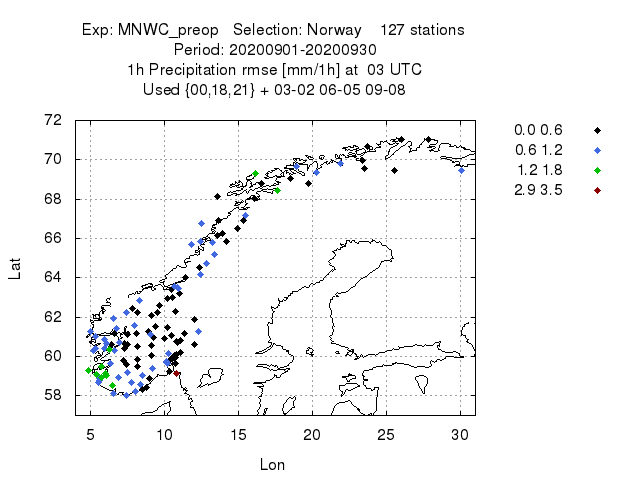 Exp: MNWC_preop Selection: Norway 127 stations
Period: 20200901-20200930
1h Precipitation rmse [mm/1h] at 03 UTC
Used {00,18,21} + 03-02 06-05 09-08
72
70
68
66
64
62
60
58
Lat
5 10 15 20 25 30
Lon
0.0 0.6
0.6 1.2
1.2 1.8
2.9 3.5